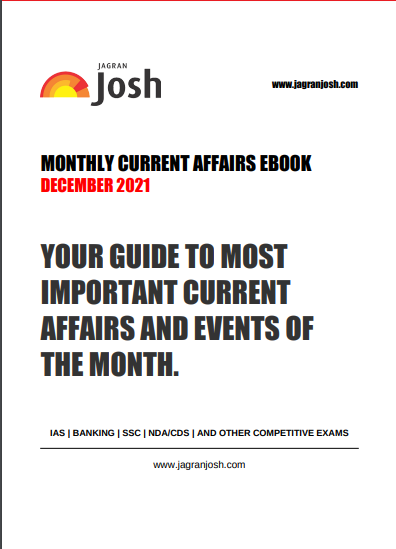 JAGRAN
Josh
www.jagranjosh.com
MONTHLY CURRENT AFFAIRS EBOOK
DECEMBER 2021
YOUR GUIDE TO MOST
IMPORTANT CURRENT
AFFAIRS AND EVENTS OF
THE MONTH.
IAS | BANKING | SSC | NDA/CDS | AND OTHER COMPETITIVE EXAMS
www.jagranjosh.com